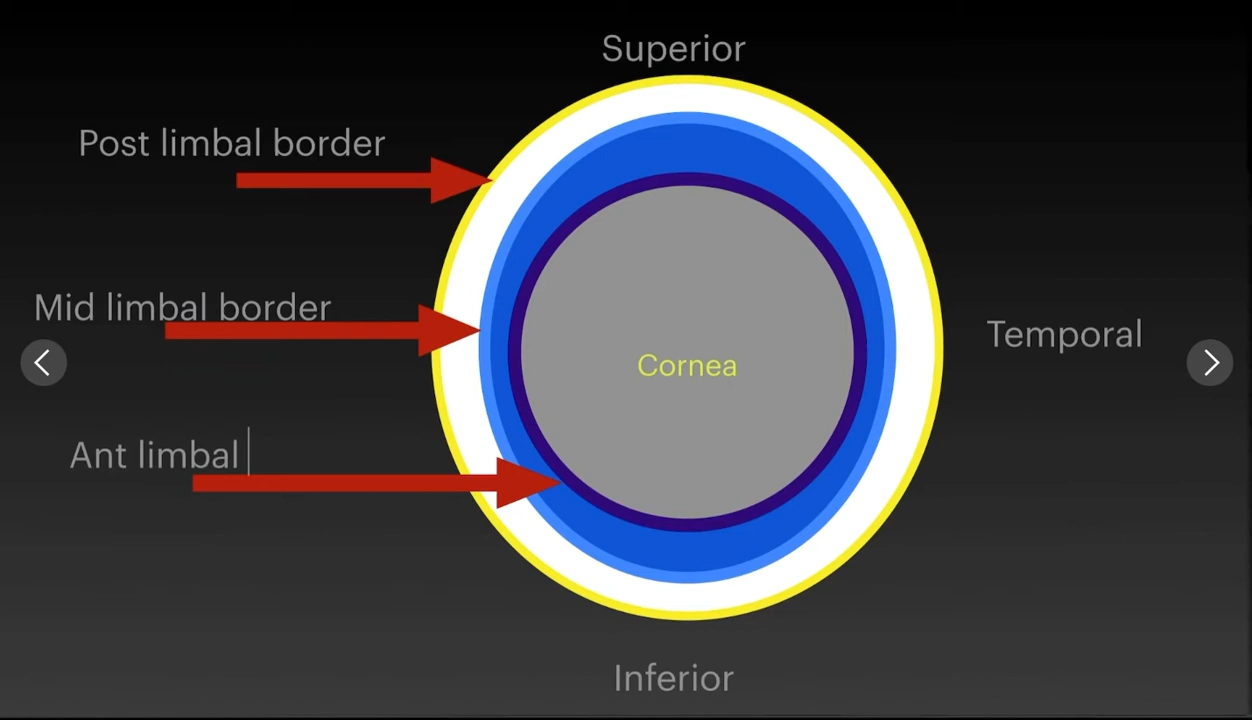 Superior
Post limbal border
Mid limbal border
Temporal
Cornea
Ant limbal
Inferior